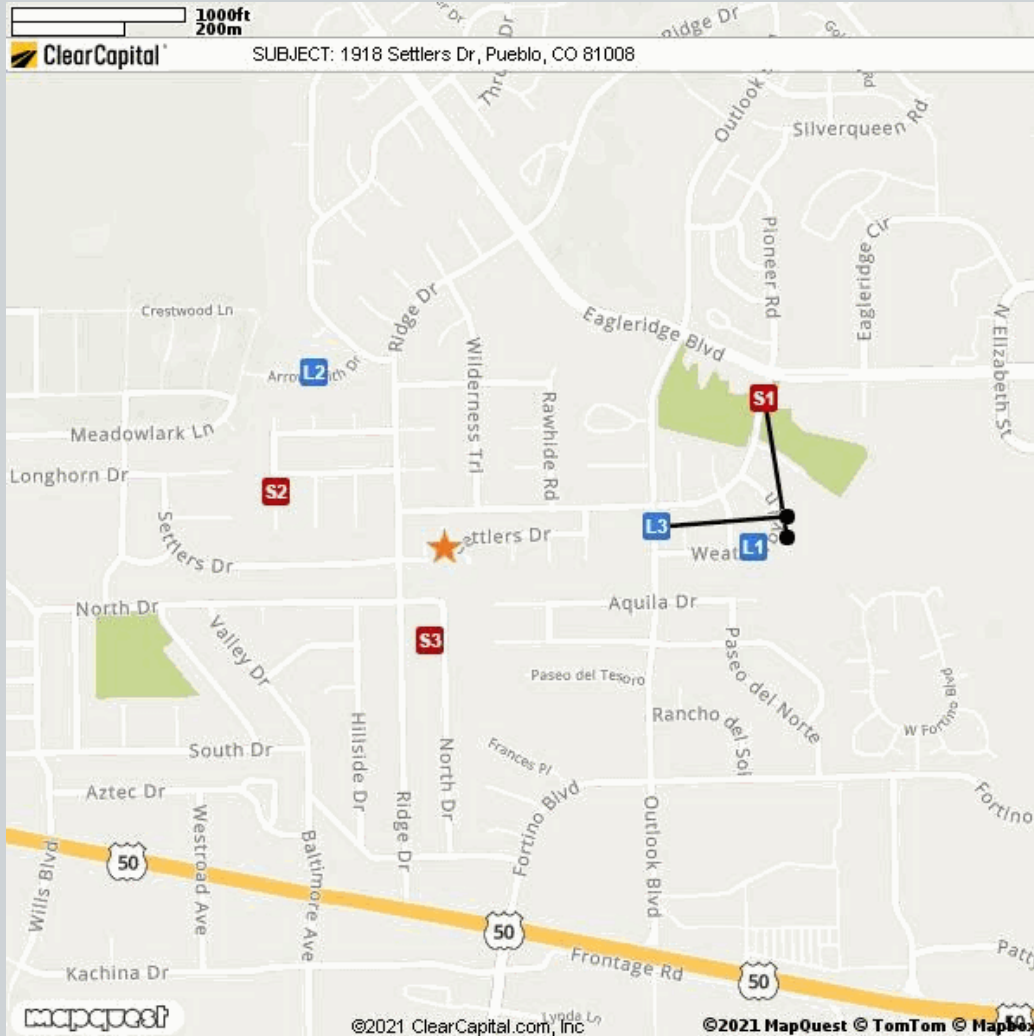 1000ft
200m
ClearCapital
SUBJECT: 1918 Settlers Dr, Pueblo, CO 81008
Ridge Dr
Outlook
Silverqueen Rd
Pioneer Rd
Eagleridge Cir
N Elizabeth St
Crestwood Ln
Ridge Dr
Eagleridge Blvd
L2
Wilderness Trl
Rawhide Rd
S1
Meadowlark Ln
Longhorn Dr
S2
Settlers Dr
L3
L1
Settlers Dr
North Dr
Aquila Dr
S3
Valley Dr
Paseo del Tesoro
Paseo del Norte
Rancho del Sol
W Fortino Blvd
Hillside Dr
North Dr
Frances Pl
South Dr
Aztec Dr
Westroad Ave
Ridge Dr
Baltimore Ave
Fortino Blvd
Outlook Blvd
Fortino
Wills Blvd
50
50
50
Frontage Rd
Kachina Dr
Lynda Ln
mapquest
©2021 ClearCapital.com, Inc
©2021 MapQuest © TomTom © Mapbox